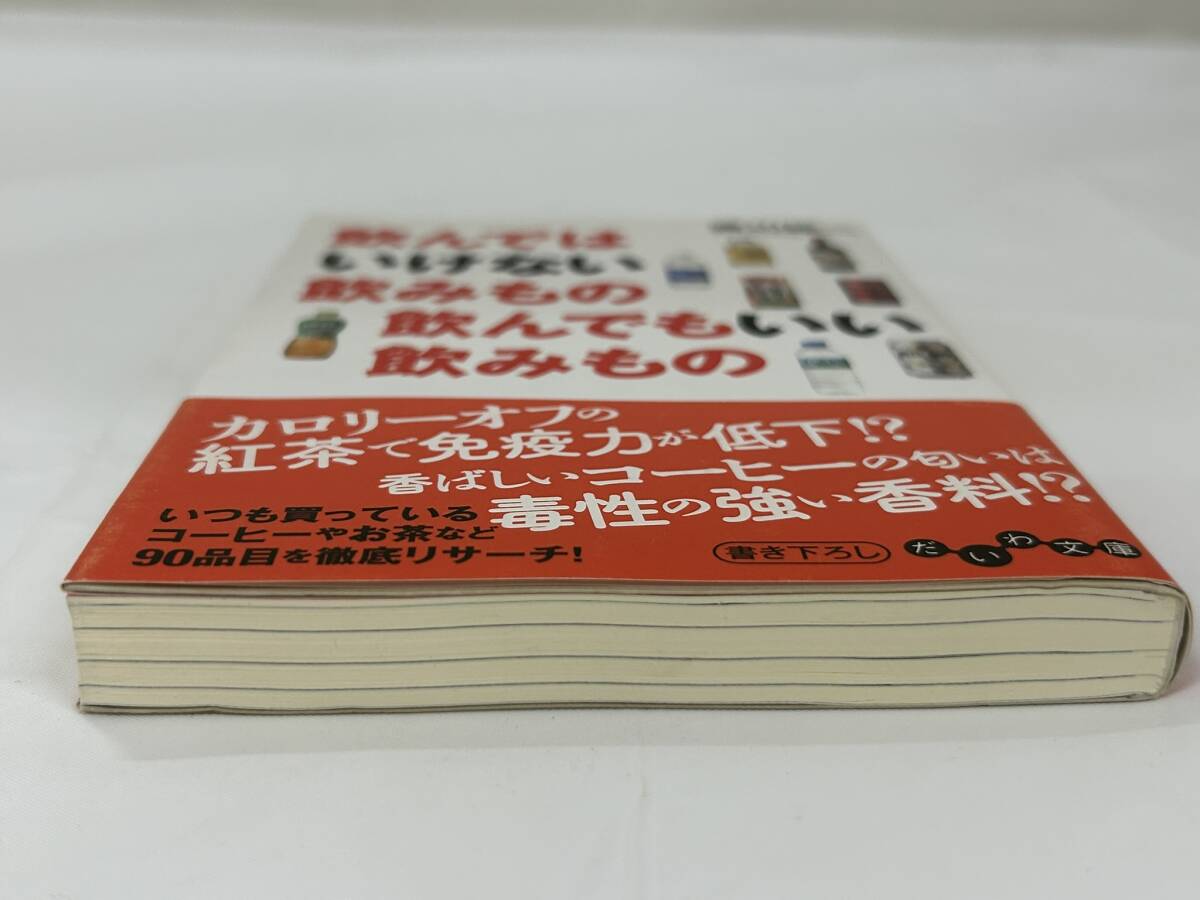 飲んでは
いけない
飲みもの
飲んでもいい
飲みもの
カロリーオフの
紅茶で免疫力が低下!?
香ばしいコーヒーの匂いは
毒性の強い香料!?
いつも買っている
コーヒーやお茶など
90品目を徹底リサーチ!
書き下ろし
だいわ文庫